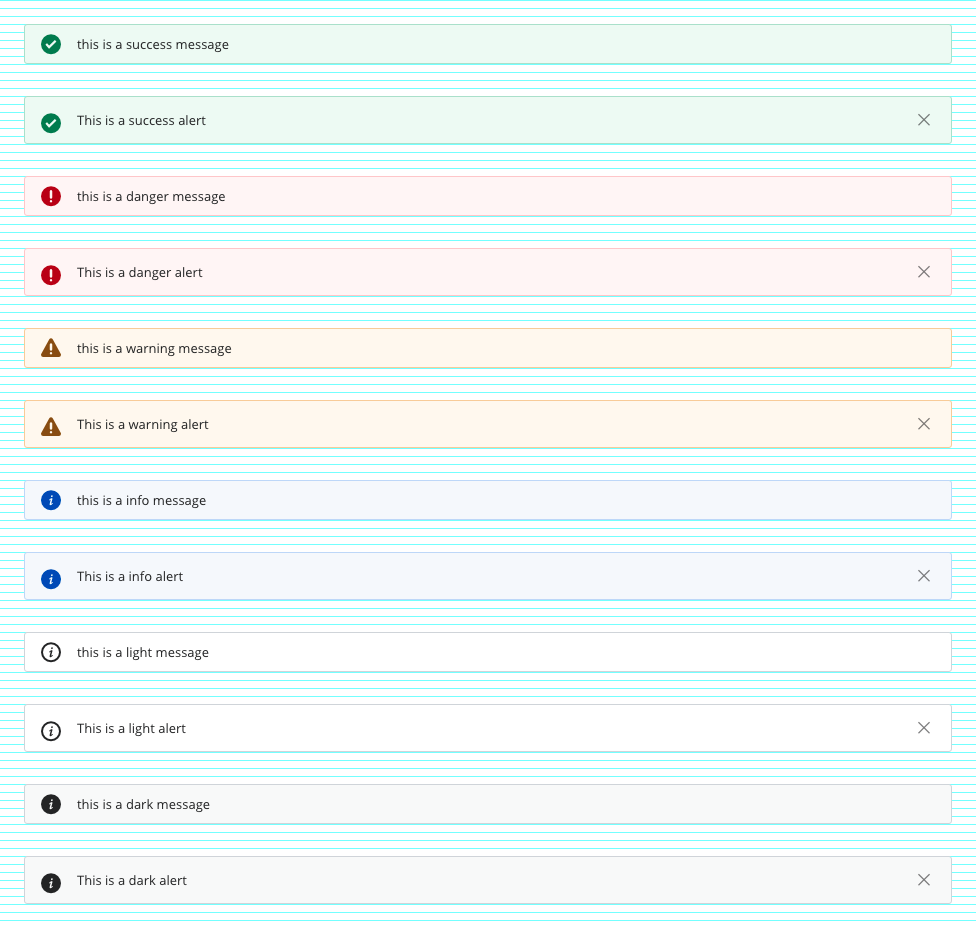 this is a success message
This is a success alert
this is a danger message
This is a danger alert
this is a warning message
This is a warning alert
this is a info message
This is a info alert
this is a light message
This is a light alert
this is a dark message
This is a dark alert